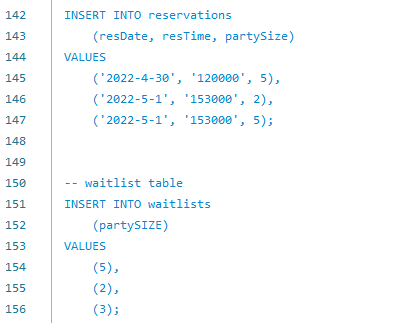 142 INSERT INTO reservations
143     (resDate, resTime, partySize)
144 VALUES
145     ('2022-4-30', '120000', 5),
146     ('2022-5-1', '153000', 2),
147     ('2022-5-1', '153000', 5);
148
149
150 -- waitlist table
151 INSERT INTO waitlists
152     (partySIZE)
153 VALUES
154     (5),
155     (2),
156     (3);